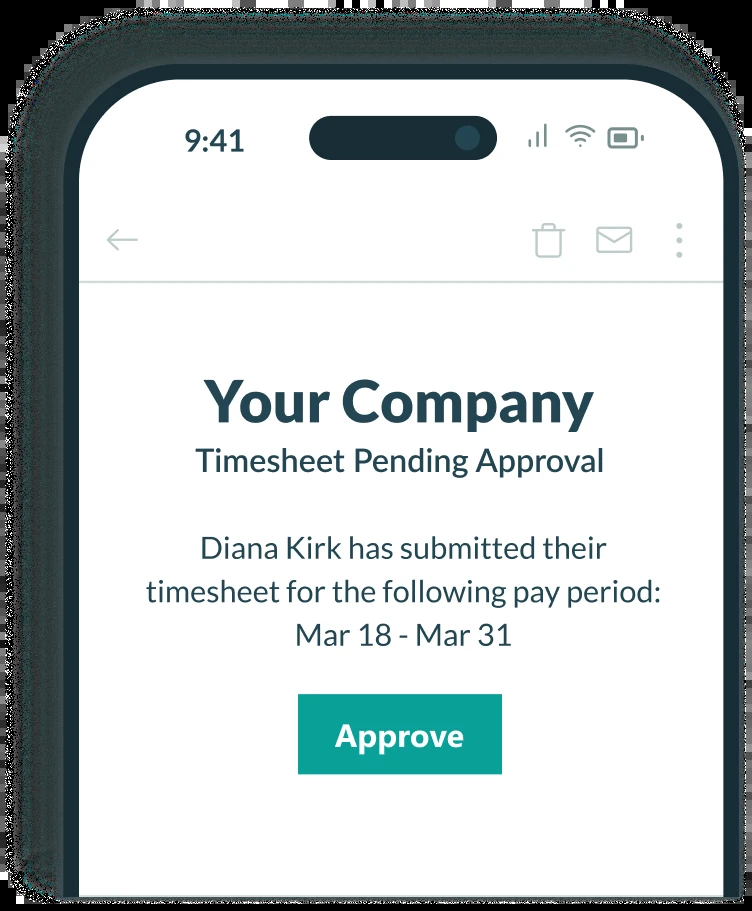 9:41
Your Company
Timesheet Pending Approval
Diana Kirk has submitted their
timesheet for the following pay period:
Mar 18 - Mar 31
Approve